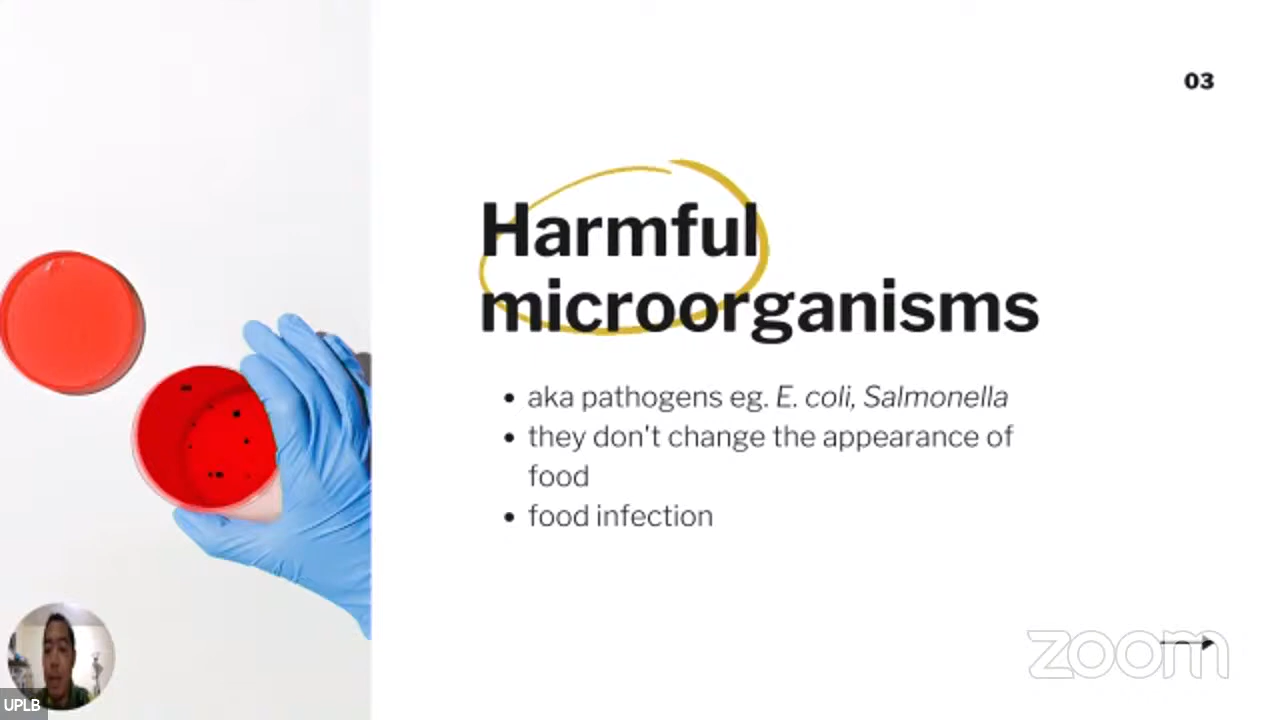 03
Harmful
microorganisms
• aka pathogens eg. E. coli, Salmonella
• they don't change the appearance of
food
• food infection
zoom
UPLB